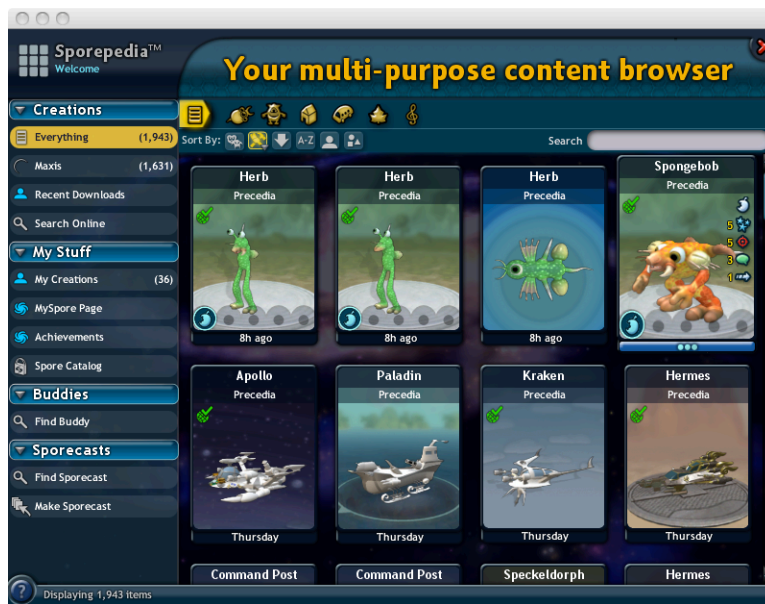 Sporepedia™
Welcome
Your multi-purpose content browser
Creations
Everything (1,943)
Maxis (1,631)
Recent Downloads
Search Online
My Stuff
My Creations (36)
MySpore Page
Achievements
Spore Catalog
Buddies
Find Buddy
Sporecasts
Find Sporecast
Make Sporecast
Sort By: A-Z Search
Herb
Precedia
8h ago
Herb
Precedia
8h ago
Herb
Precedia
8h ago
Spongebob
Precedia
5
5
3
1
Apollo
Precedia
Thursday
Paladin
Precedia
Thursday
Kraken
Precedia
Thursday
Hermes
Precedia
Thursday
Command Post
Command Post
Speckeldorph
Hermes
? Displaying 1,943 items